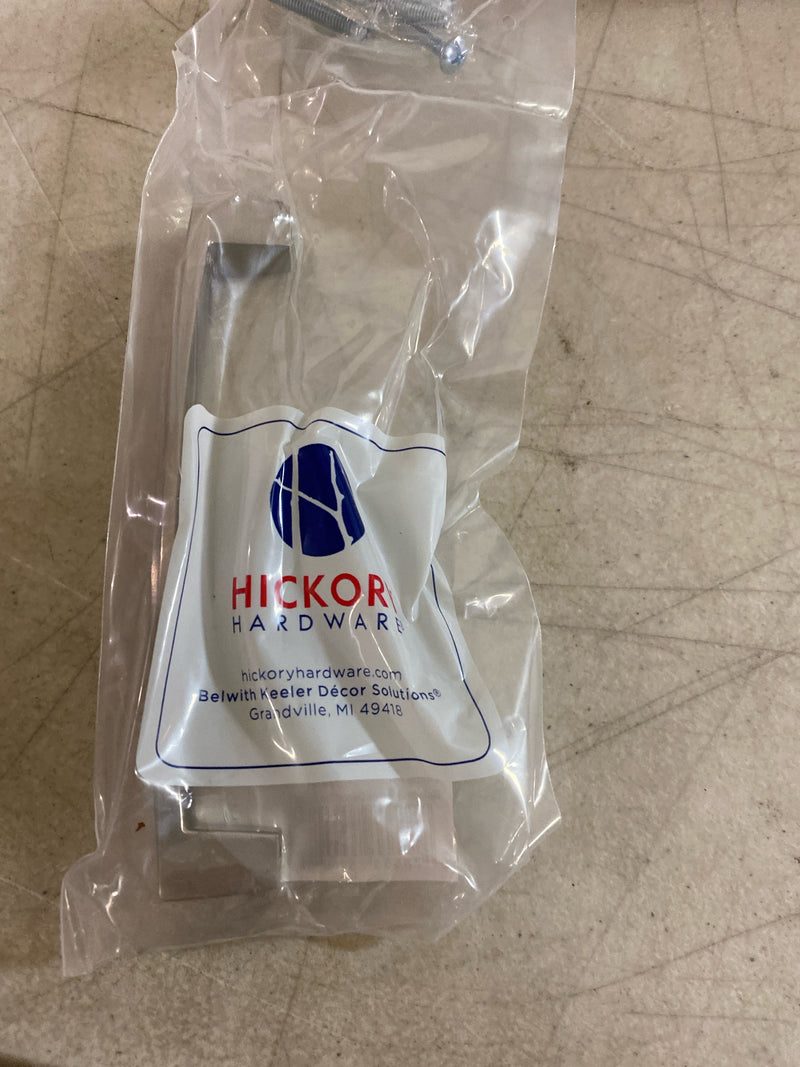 HICKORY
HARDWARE
hickoryhardware.com
Belwith Keeler Décor Solutions®
Grandville, MI 49418